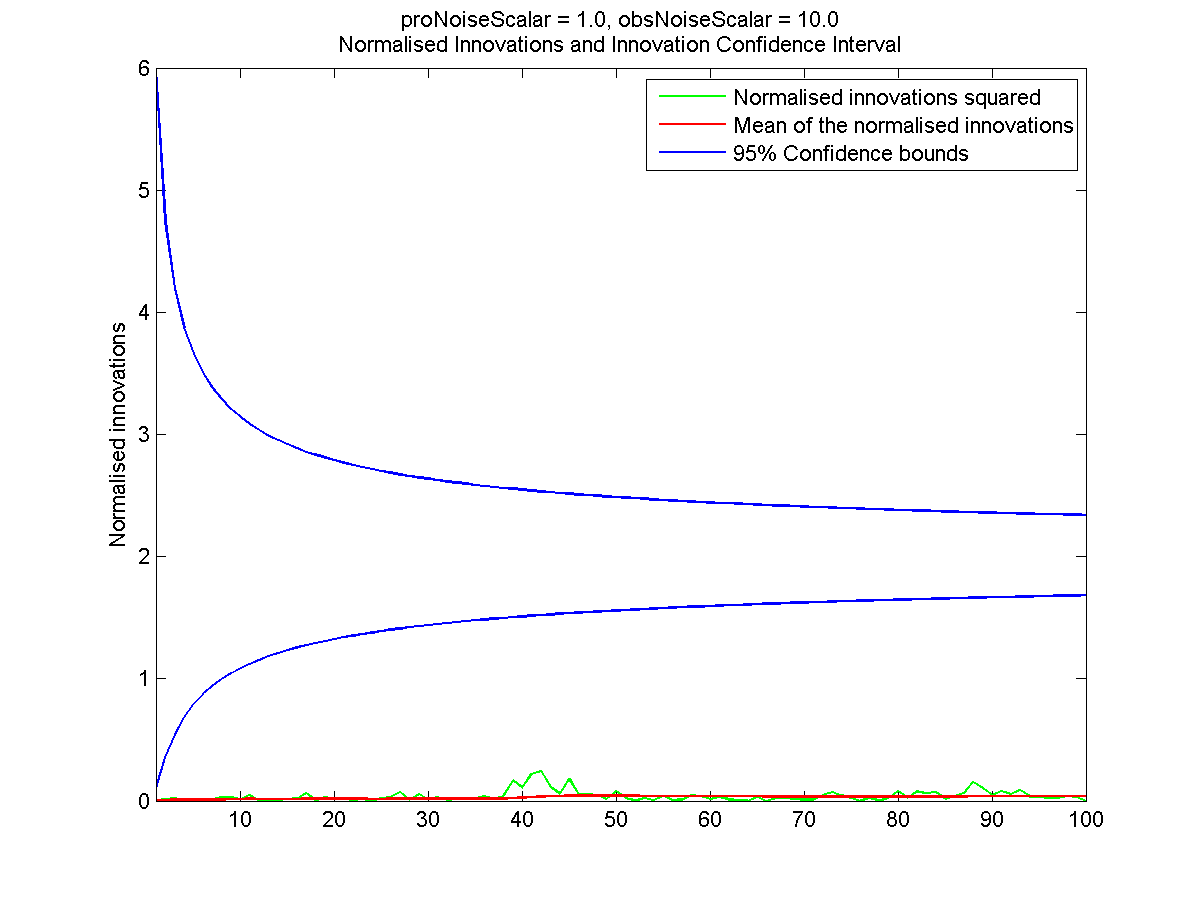 proNoiseScalar = 1.0, obsNoiseScalar = 10.0
Normalised Innovations and Innovation Confidence Interval
Normalised innovations squared
Mean of the normalised innovations
95% Confidence bounds
Normalised innovations
6
5
4
3
2
1
0
10 20 30 40 50 60 70 80 90 100